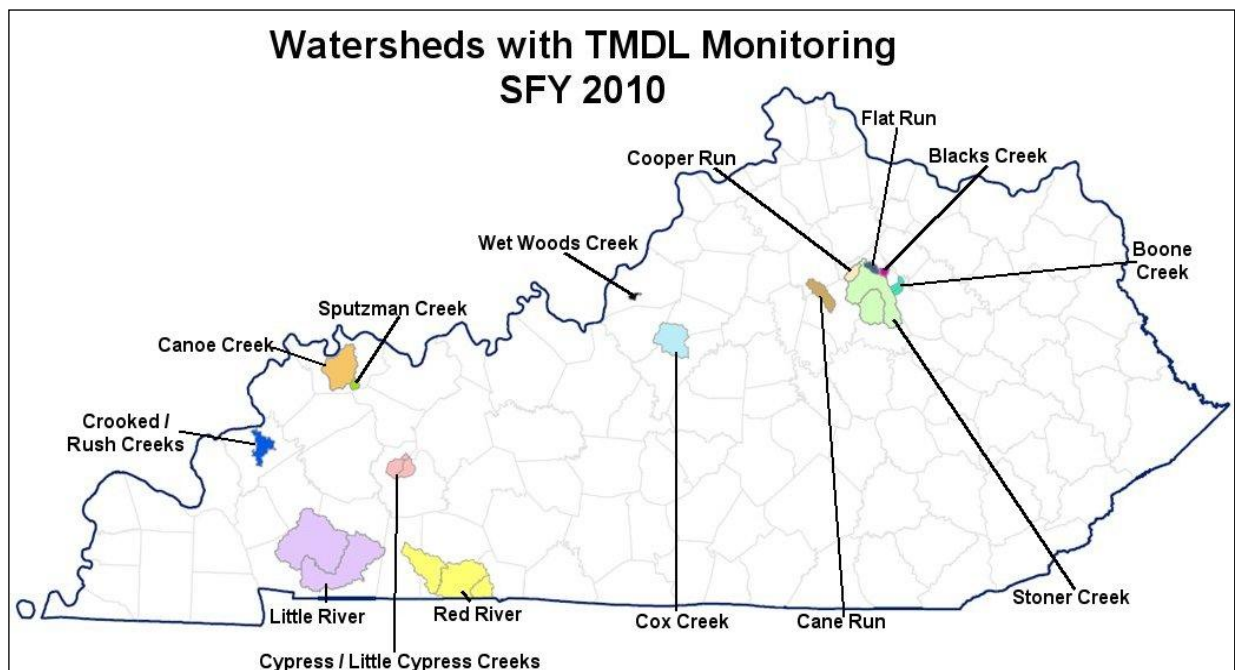 Watersheds with TMDL Monitoring
SFY 2010
Flat Run
Cooper Run
Blacks Creek
Wet Woods Creek
Boone
Creek
Sputzman Creek
Canoe Creek
Crooked /
Rush Creeks
Stoner Creek
Little River
Red River
Cox Creek
Cane Run
Cypress / Little Cypress Creeks